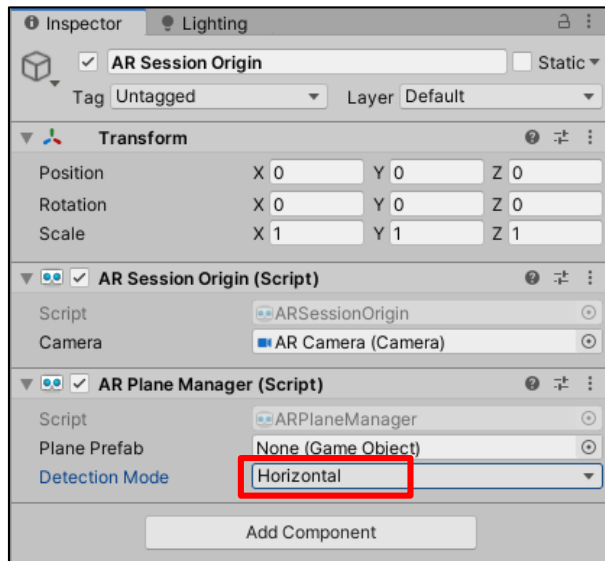 Inspector Lighting
AR Session Origin Static
Tag Untagged Layer Default
Transform
Position X 0 Y 0 Z 0
Rotation X 0 Y 0 Z 0
Scale X 1 Y 1 Z 1
AR Session Origin (Script)
Script ARSessionOrigin
Camera AR Camera (Camera)
AR Plane Manager (Script)
Script ARPlaneManager
Plane Prefab None (Game Object)
Detection Mode Horizontal
Add Component